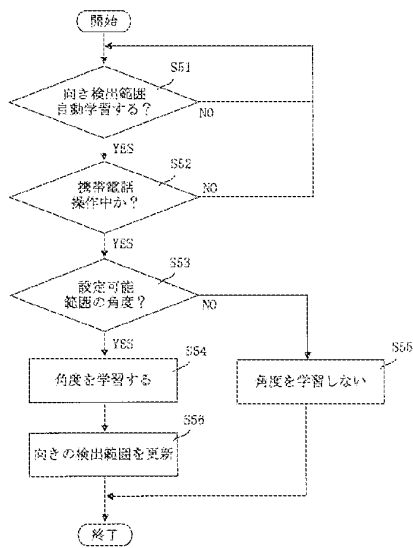 開始
S51
向き検出範囲
自動学習する？
NO
YES
S52
携帯電話
操作中か？
NO
YES
S53
設定可能
範囲の角度？
NO
YES
S54
角度を学習する
S55
角度を学習しない
S56
向きの検出範囲を更新
終了